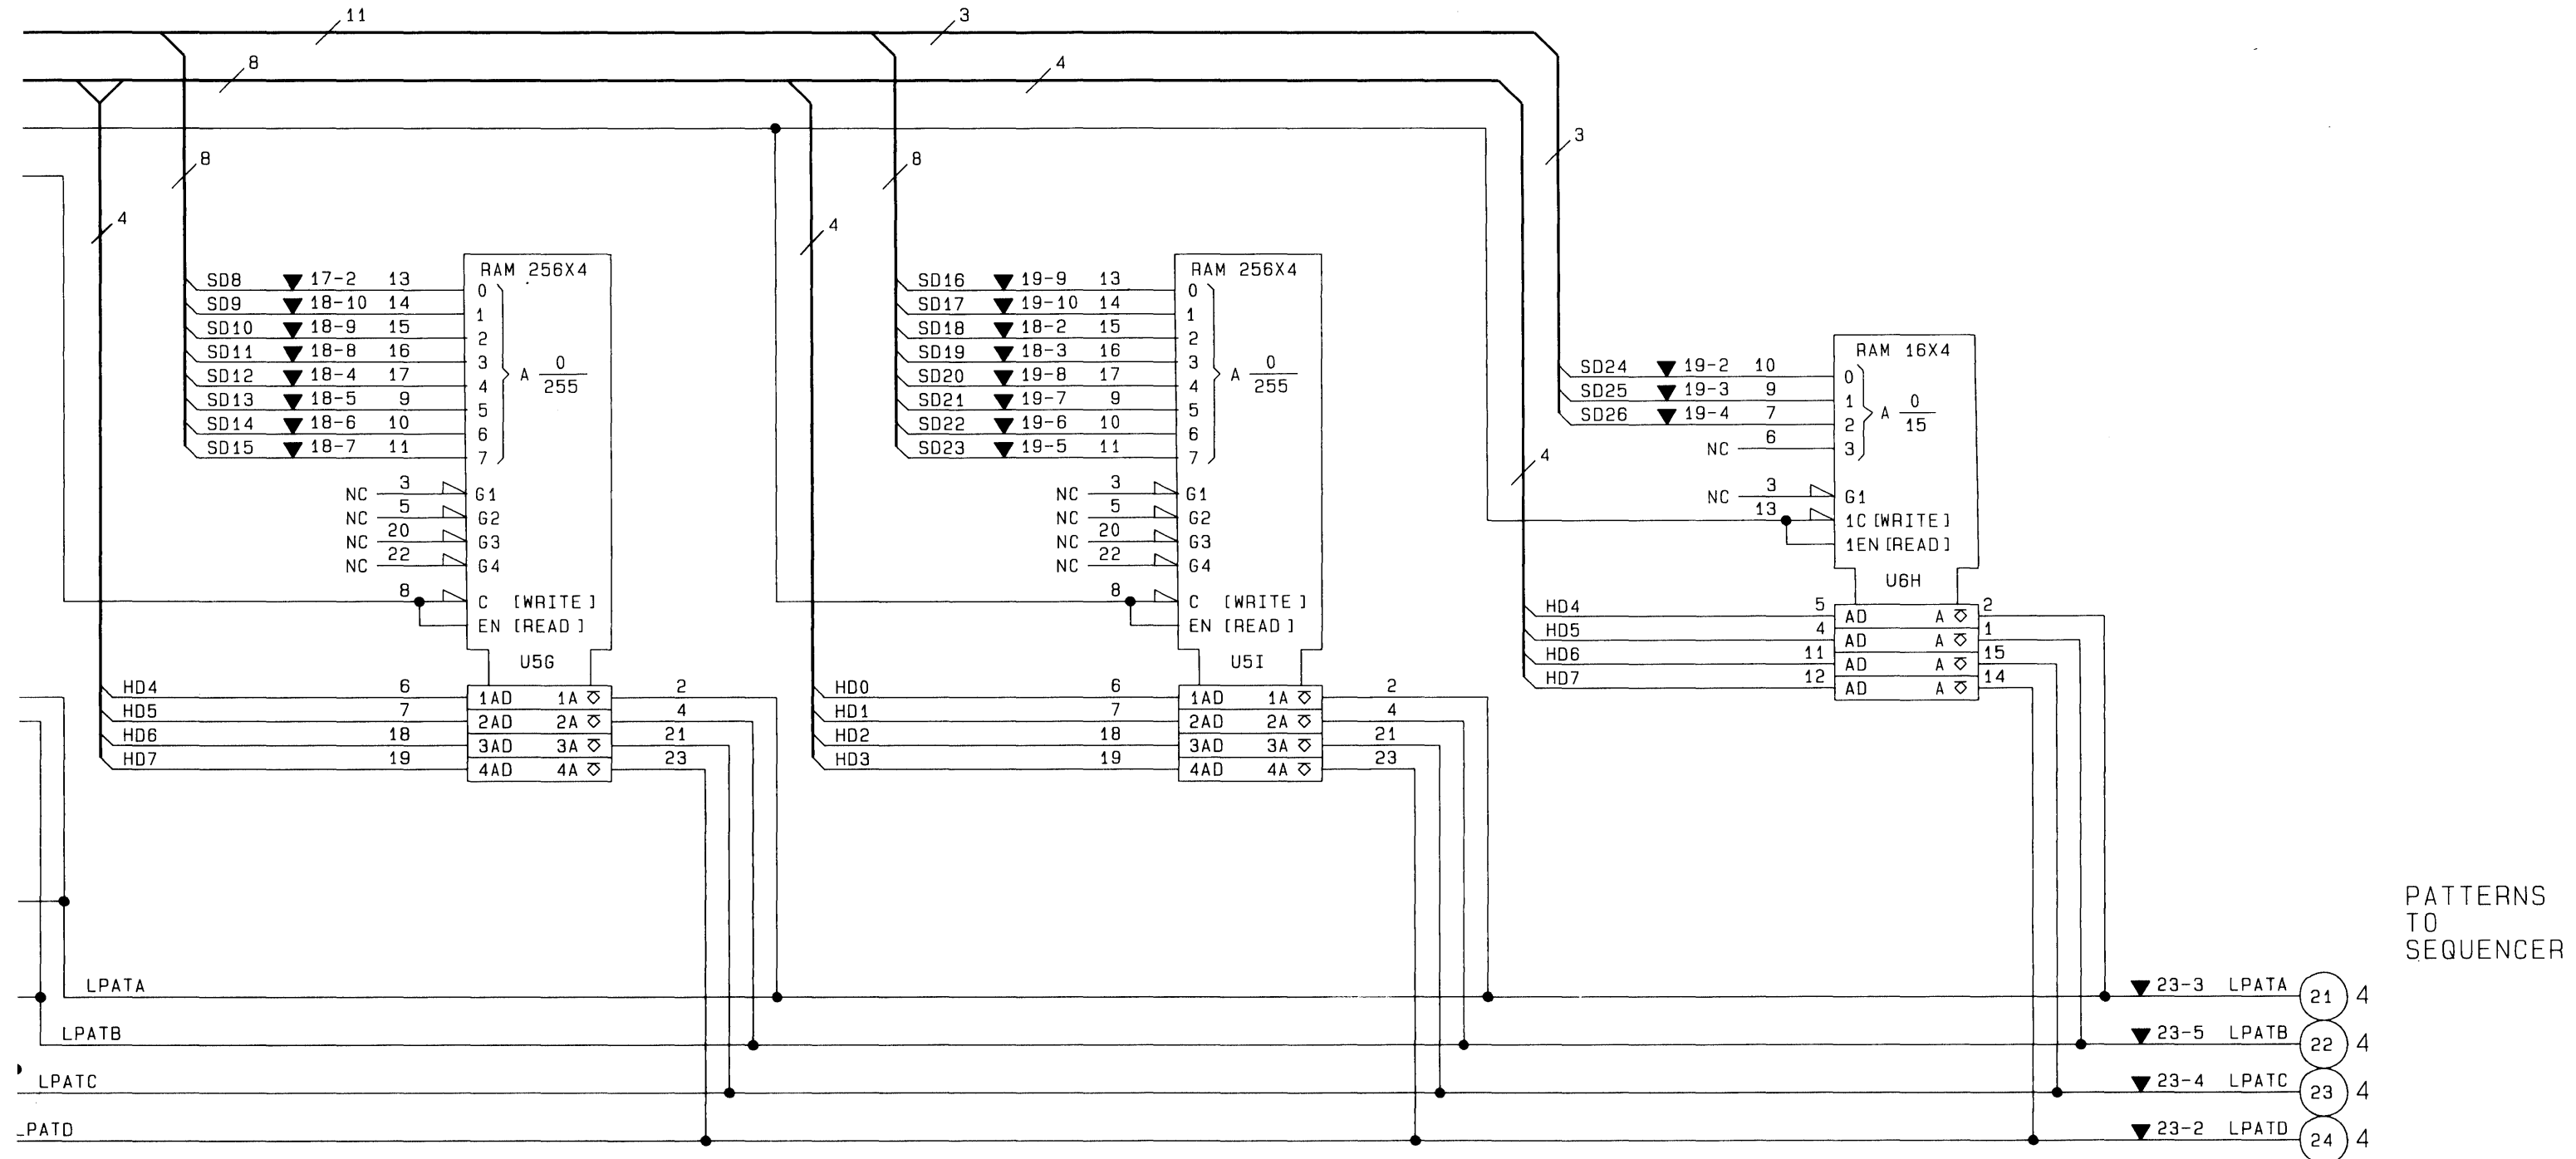 11
3
8
4
3
8
8
4
4
4
RAM 256X4
SD8 17-2 13 0
SD9 18-10 14 1
SD10 18-9 15 2
SD11 18-8 16 3
SD12 18-4 17 4
SD13 18-5 9 5
SD14 18-6 10 6
SD15 18-7 11 7
A 0
255
NC 3 G1
NC 5 G2
NC 20 G3
NC 22 G4
8 C [WRITE]
EN [READ]
U5G
HD4 6 1AD 1A 2
HD5 7 2AD 2A 4
HD6 18 3AD 3A 21
HD7 19 4AD 4A 23
RAM 256X4
SD16 19-9 13 0
SD17 19-10 14 1
SD18 18-2 15 2
SD19 18-3 16 3
SD20 19-8 17 4
SD21 19-7 9 5
SD22 19-6 10 6
SD23 19-5 11 7
A 0
255
NC 3 G1
NC 5 G2
NC 20 G3
NC 22 G4
8 C [WRITE]
EN [READ]
U5I
HD0 6 1AD 1A 2
HD1 7 2AD 2A 4
HD2 18 3AD 3A 21
HD3 19 4AD 4A 23
RAM 16X4
SD24 19-2 10 0
SD25 19-3 9 1
SD26 19-4 7 2
NC 6 3
A 0
15
NC 3 G1
13 1C [WRITE]
1EN [READ]
U6H
HD4 5 AD A 2
HD5 4 AD A 1
HD6 11 AD A 15
HD7 12 AD A 14
PATTERNS
TO
SEQUENCER
LPATA 23-3 LPATA 21 4
LPATB 23-5 LPATB 22 4
LPATC 23-4 LPATC 23 4
LPATD 23-2 LPATD 24 4